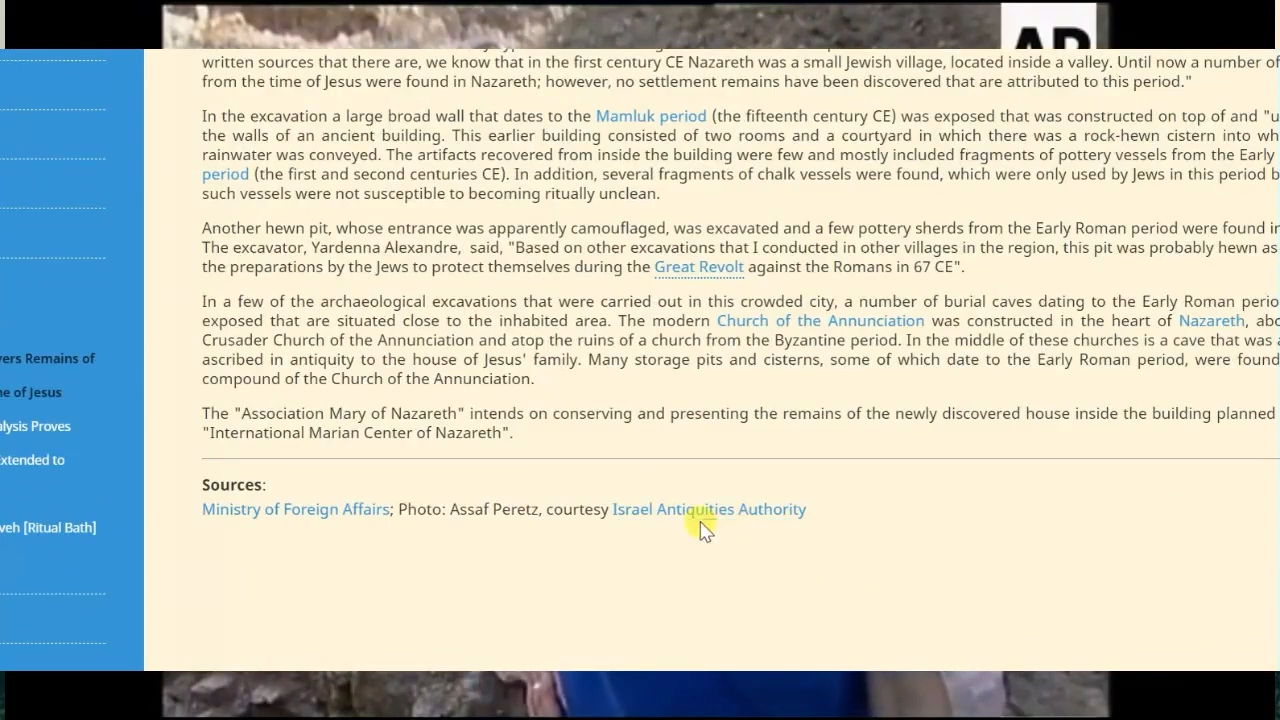 AP
written sources that there are, we know that in the first century CE Nazareth was a small Jewish village, located inside a valley. Until now a number of
from the time of Jesus were found in Nazareth; however, no settlement remains have been discovered that are attributed to this period."
In the excavation a large broad wall that dates to the Mamluk period (the fifteenth century CE) was exposed that was constructed on top of and "u
the walls of an ancient building. This earlier building consisted of two rooms and a courtyard in which there was a rock-hewn cistern into wh
rainwater was conveyed. The artifacts recovered from inside the building were few and mostly included fragments of pottery vessels from the Early
period (the first and second centuries CE). In addition, several fragments of chalk vessels were found, which were only used by Jews in this period b
such vessels were not susceptible to becoming ritually unclean.
Another hewn pit, whose entrance was apparently camouflaged, was excavated and a few pottery sherds from the Early Roman period were found in
The excavator, Yardenna Alexandre, said, "Based on other excavations that I conducted in other villages in the region, this pit was probably hewn as
the preparations by the Jews to protect themselves during the Great Revolt against the Romans in 67 CE".
In a few of the archaeological excavations that were carried out in this crowded city, a number of burial caves dating to the Early Roman perio
exposed that are situated close to the inhabited area. The modern Church of the Annunciation was constructed in the heart of Nazareth, abo
Crusader Church of the Annunciation and atop the ruins of a church from the Byzantine period. In the middle of these churches is a cave that was a
ascribed in antiquity to the house of Jesus' family. Many storage pits and cisterns, some of which date to the Early Roman period, were found
compound of the Church of the Annunciation.
The "Association Mary of Nazareth" intends on conserving and presenting the remains of the newly discovered house inside the building planned
"International Marian Center of Nazareth".
Sources:
Ministry of Foreign Affairs; Photo: Assaf Peretz, courtesy Israel Antiquities Authority
vers Remains of
ne of Jesus
alysis Proves
Extended to
veh [Ritual Bath]